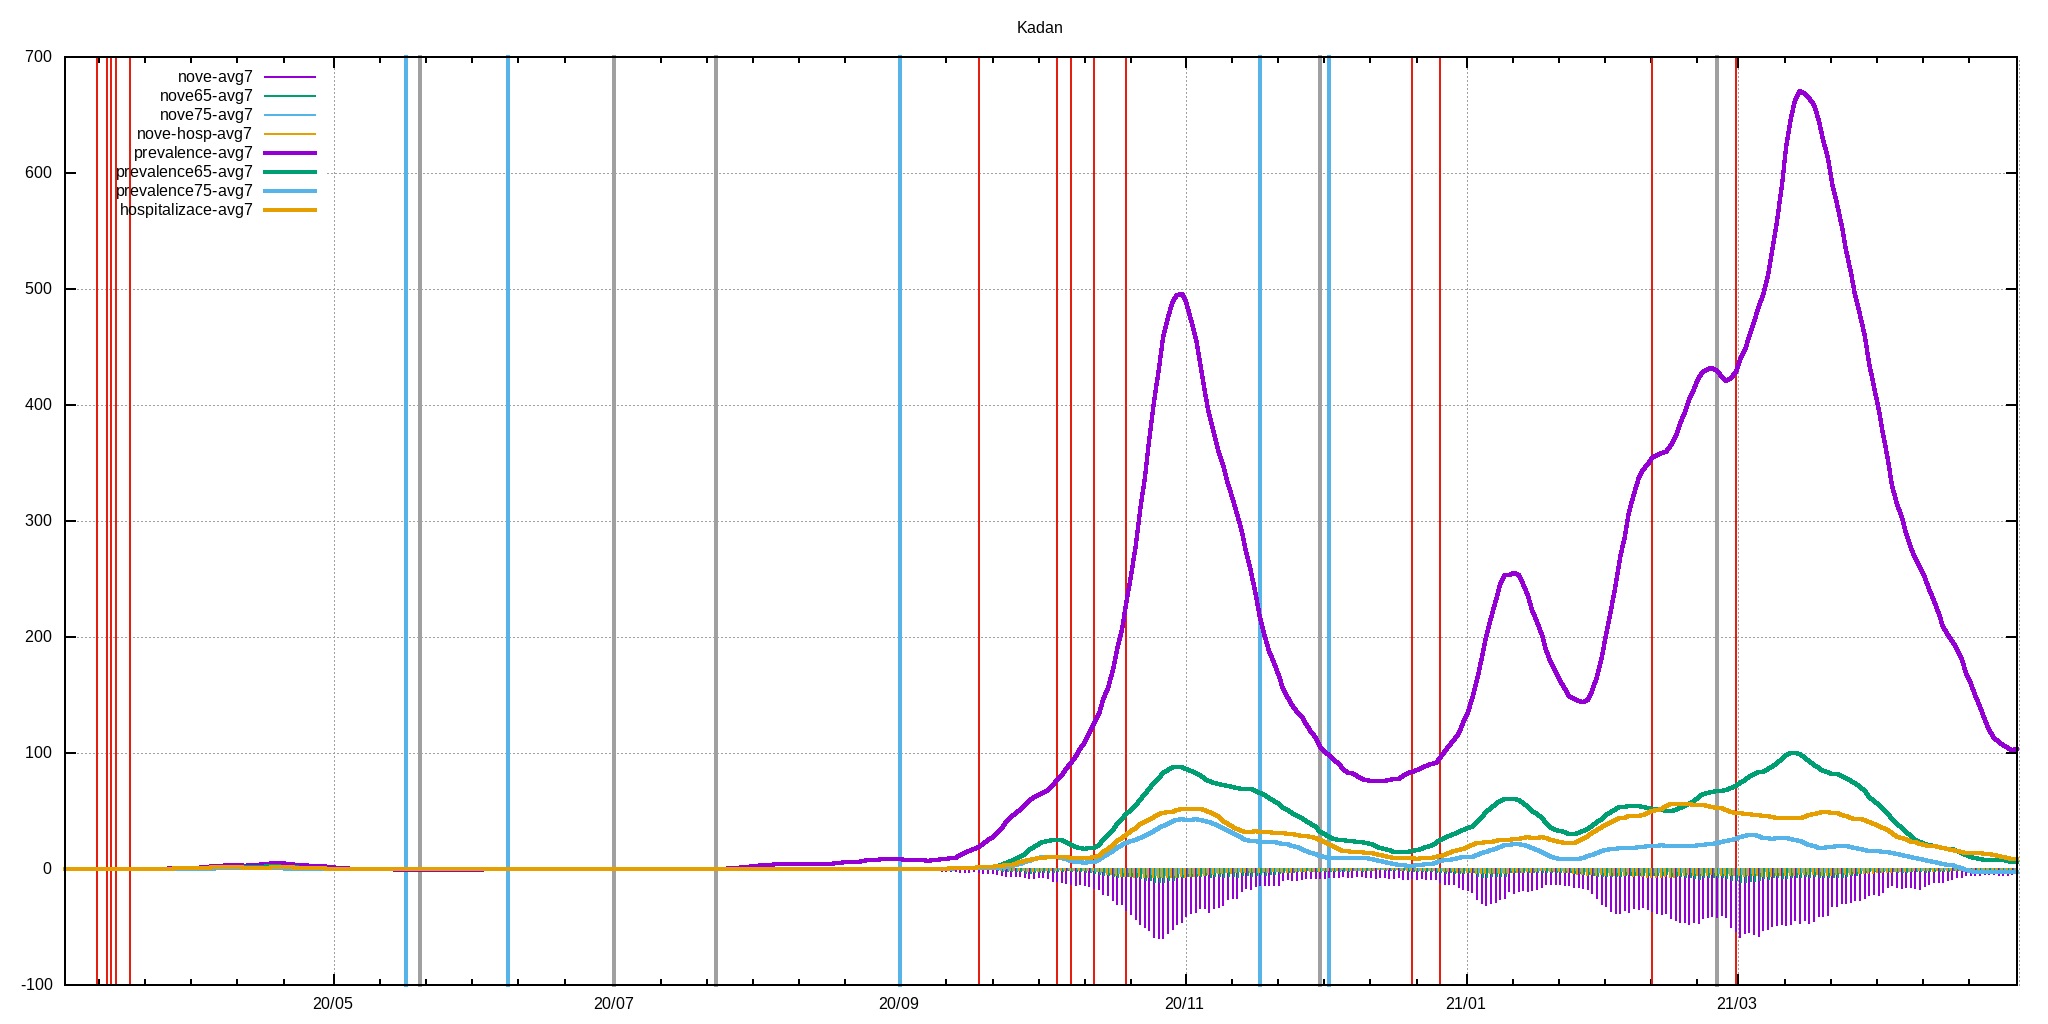 Kadan
700
600
500
400
300
200
100
0
-100
nove-avg7
nove65-avg7
nove75-avg7
nove-hosp-avg7
prevalence-avg7
prevalence65-avg7
prevalence75-avg7
hospitalizace-avg7
20/05 20/07 20/09 20/11 21/01 21/03